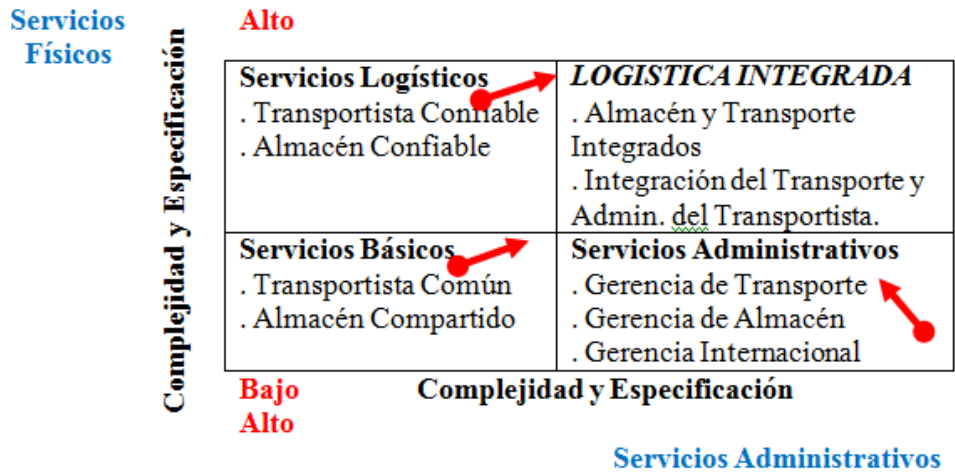 Servicios
Físicos
Alto
Complejidad y Especificación
Servicios Logísticos
. Transportista Confiable
. Almacén Confiable
LOGISTICA INTEGRADA
. Almacén y Transporte
Integrados
. Integración del Transporte y
Admin. del Transportista.
Servicios Básicos
. Transportista Común
. Almacén Compartido
Servicios Administrativos
. Gerencia de Transporte
. Gerencia de Almacén
. Gerencia Internacional
Bajo
Alto
Complejidad y Especificación
Servicios Administrativos